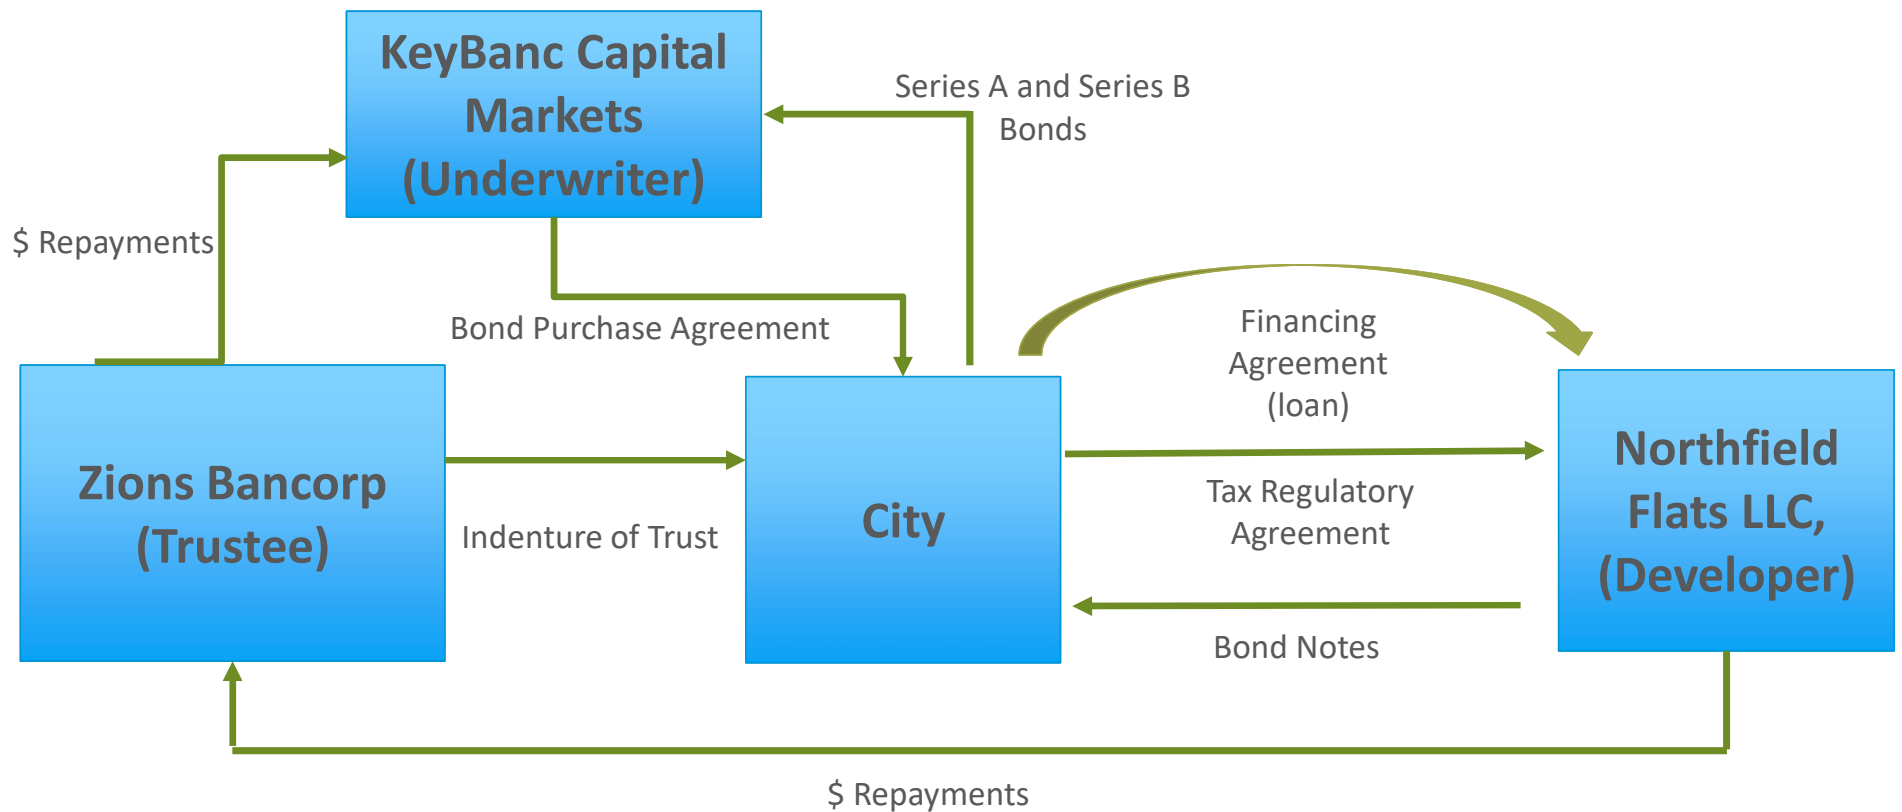 KeyBanc Capital
Markets
(Underwriter)
Series A and Series B
Bonds
$ Repayments
Bond Purchase Agreement
Financing
Agreement
(loan)
Zions Bancorp
(Trustee)
Indenture of Trust
City
Tax Regulatory
Agreement
Bond Notes
Northfield
Flats LLC,
(Developer)
$ Repayments